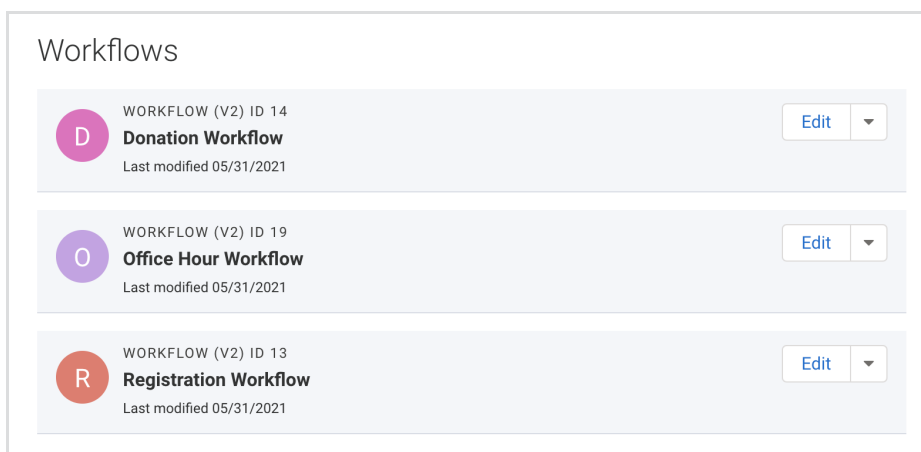 Workflows
D
WORKFLOW (V2) ID 14
Donation Workflow
Last modified 05/31/2021
Edit
O
WORKFLOW (V2) ID 19
Office Hour Workflow
Last modified 05/31/2021
Edit
R
WORKFLOW (V2) ID 13
Registration Workflow
Last modified 05/31/2021
Edit